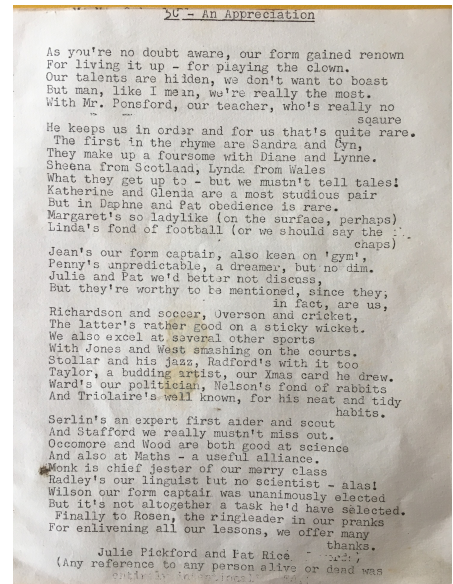 3C - An Appreciation
As you're no doubt aware, our form gained renown
For living it up - for playing the clown.
Our talents are hidden, we don't want to boast
But man, like I mean, we're really the most.
With Mr. Ponsford, our teacher, who's really no
sqaure
He keeps us in order and for us that's quite rare.
The first in the rhyme are Sandra and Cyn,
They make up a foursome with Diane and Lynne.
Sheena from Scotland, Lynda from Wales
What they get up to - but we mustn't tell tales!
Katherine and Glenia are a most studious pair
But in Daphne and Pat obedience is rare.
Margaret's so ladylike (on the surface, perhaps)
Linda's fond of football (or we should say the
chaps)
Jean's our form captain, also keen on 'gym',
Penny's unpredictable, a dreamer, but no dim.
Julie and Pat we'd better not discuss,
But they're worthy to be mentioned, since they;
in fact, are us,
Richardson and soccer, Overson and cricket,
The latter's rather good on a sticky wicket.
We also excel at several other sports
With Jones and West smashing on the courts.
Stollar and his jazz, Radford's with it too
Taylor, a budding artist, our Xmas card he drew.
Ward's our politician, Nelson's fond of rabbits
And Triolaire's well known, for his neat and tidy
habits.
Serlin's an expert first aider and scout
And Stafford we really mustn't miss out.
Occomore and Wood are both good at science
And also at Maths - a useful alliance.
Monk is chief jester of our merry class
Radley's our linguist but no scientist - alas!
Wilson our form captain was unanimously elected
But it's not altogether a task he'd have selected.
Finally to Rosen, the ringleader in our pranks
For enlivening all our lessons, we offer many
thanks.
Julie Pickford and Pat Rice
(Any reference to any person alive or dead was